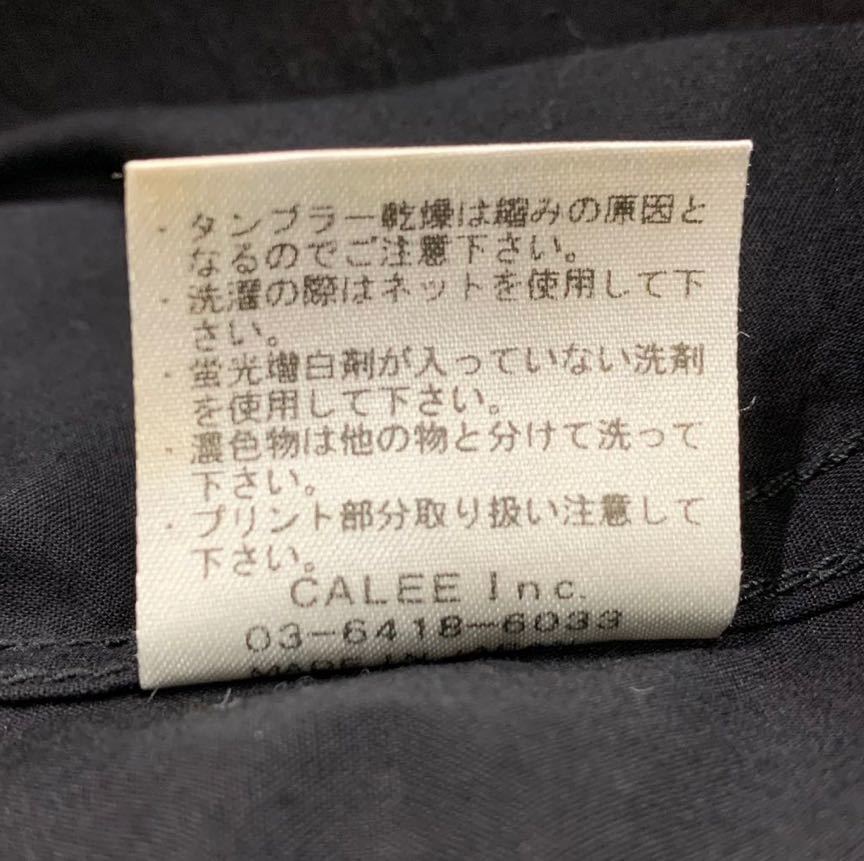 ・タンブラー乾燥は縮みの原因と
なるのでご注意下さい。
・洗濯の際はネットを使用して下
さい。
・蛍光増白剤が入っていない洗剤
を使用して下さい。
・濃色物は他の物と分けて洗って
下さい。
・プリント部分取り扱い注意して
下さい。
CALEE Inc.
03-6418-6033
MADE IN